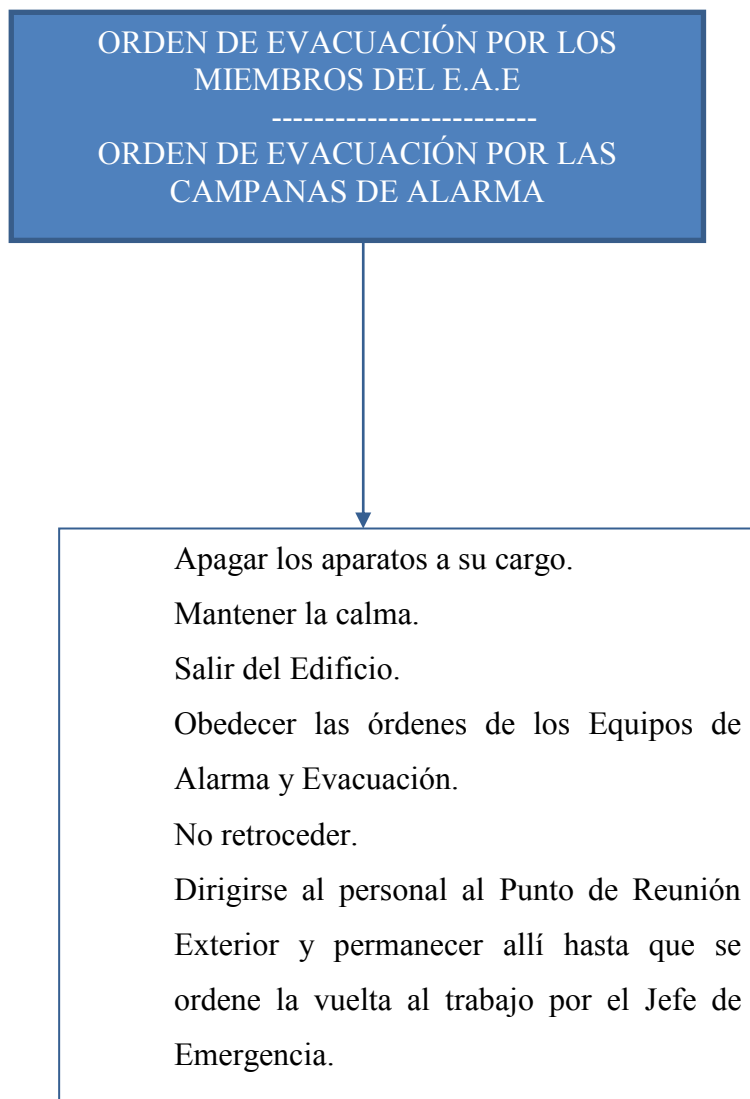 ORDEN DE EVACUACIÓN POR LOS
MIEMBROS DEL E.A.E
-------------------------
ORDEN DE EVACUACIÓN POR LAS
CAMPANAS DE ALARMA
Apagar los aparatos a su cargo.
Mantener la calma.
Salir del Edificio.
Obedecer las órdenes de los Equipos de
Alarma y Evacuación.
No retroceder.
Dirigirse al personal al Punto de Reunión
Exterior y permanecer allí hasta que se
ordene la vuelta al trabajo por el Jefe de
Emergencia.